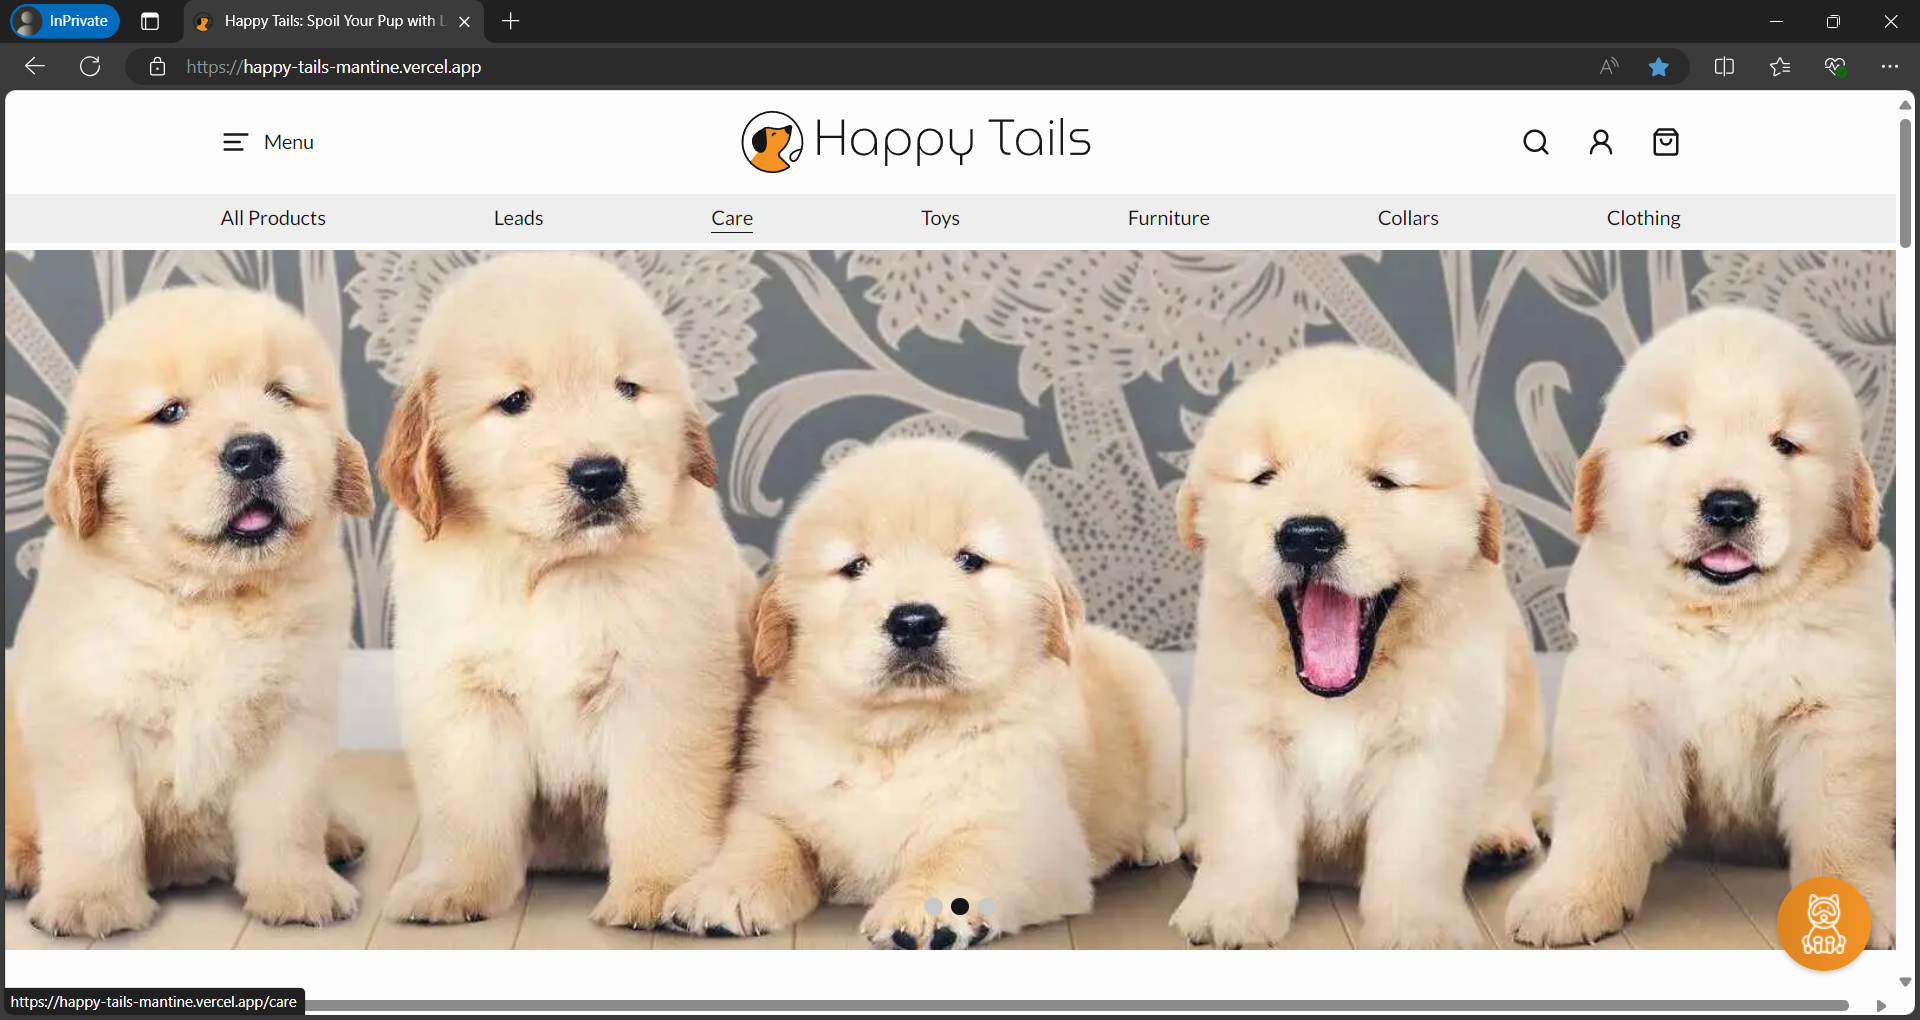 InPrivate
Happy Tails: Spoil Your Pup with L
https://happy-tails-mantine.vercel.app
Menu
Happy Tails
All Products
Leads
Care
Toys
Furniture
Collars
Clothing
https://happy-tails-mantine.vercel.app/care